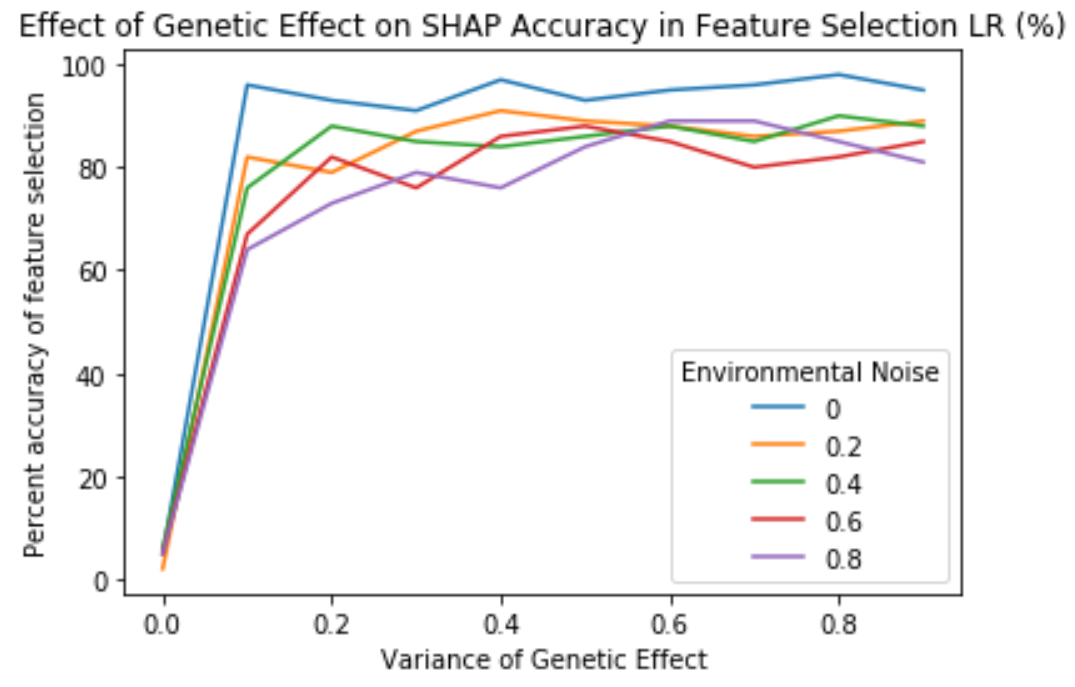 Effect of Genetic Effect on SHAP Accuracy in Feature Selection LR (%)
Percent accuracy of feature selection
100
80
60
40
20
0
Environmental Noise
0
0.2
0.4
0.6
0.8
0.0 0.2 0.4 0.6 0.8
Variance of Genetic Effect